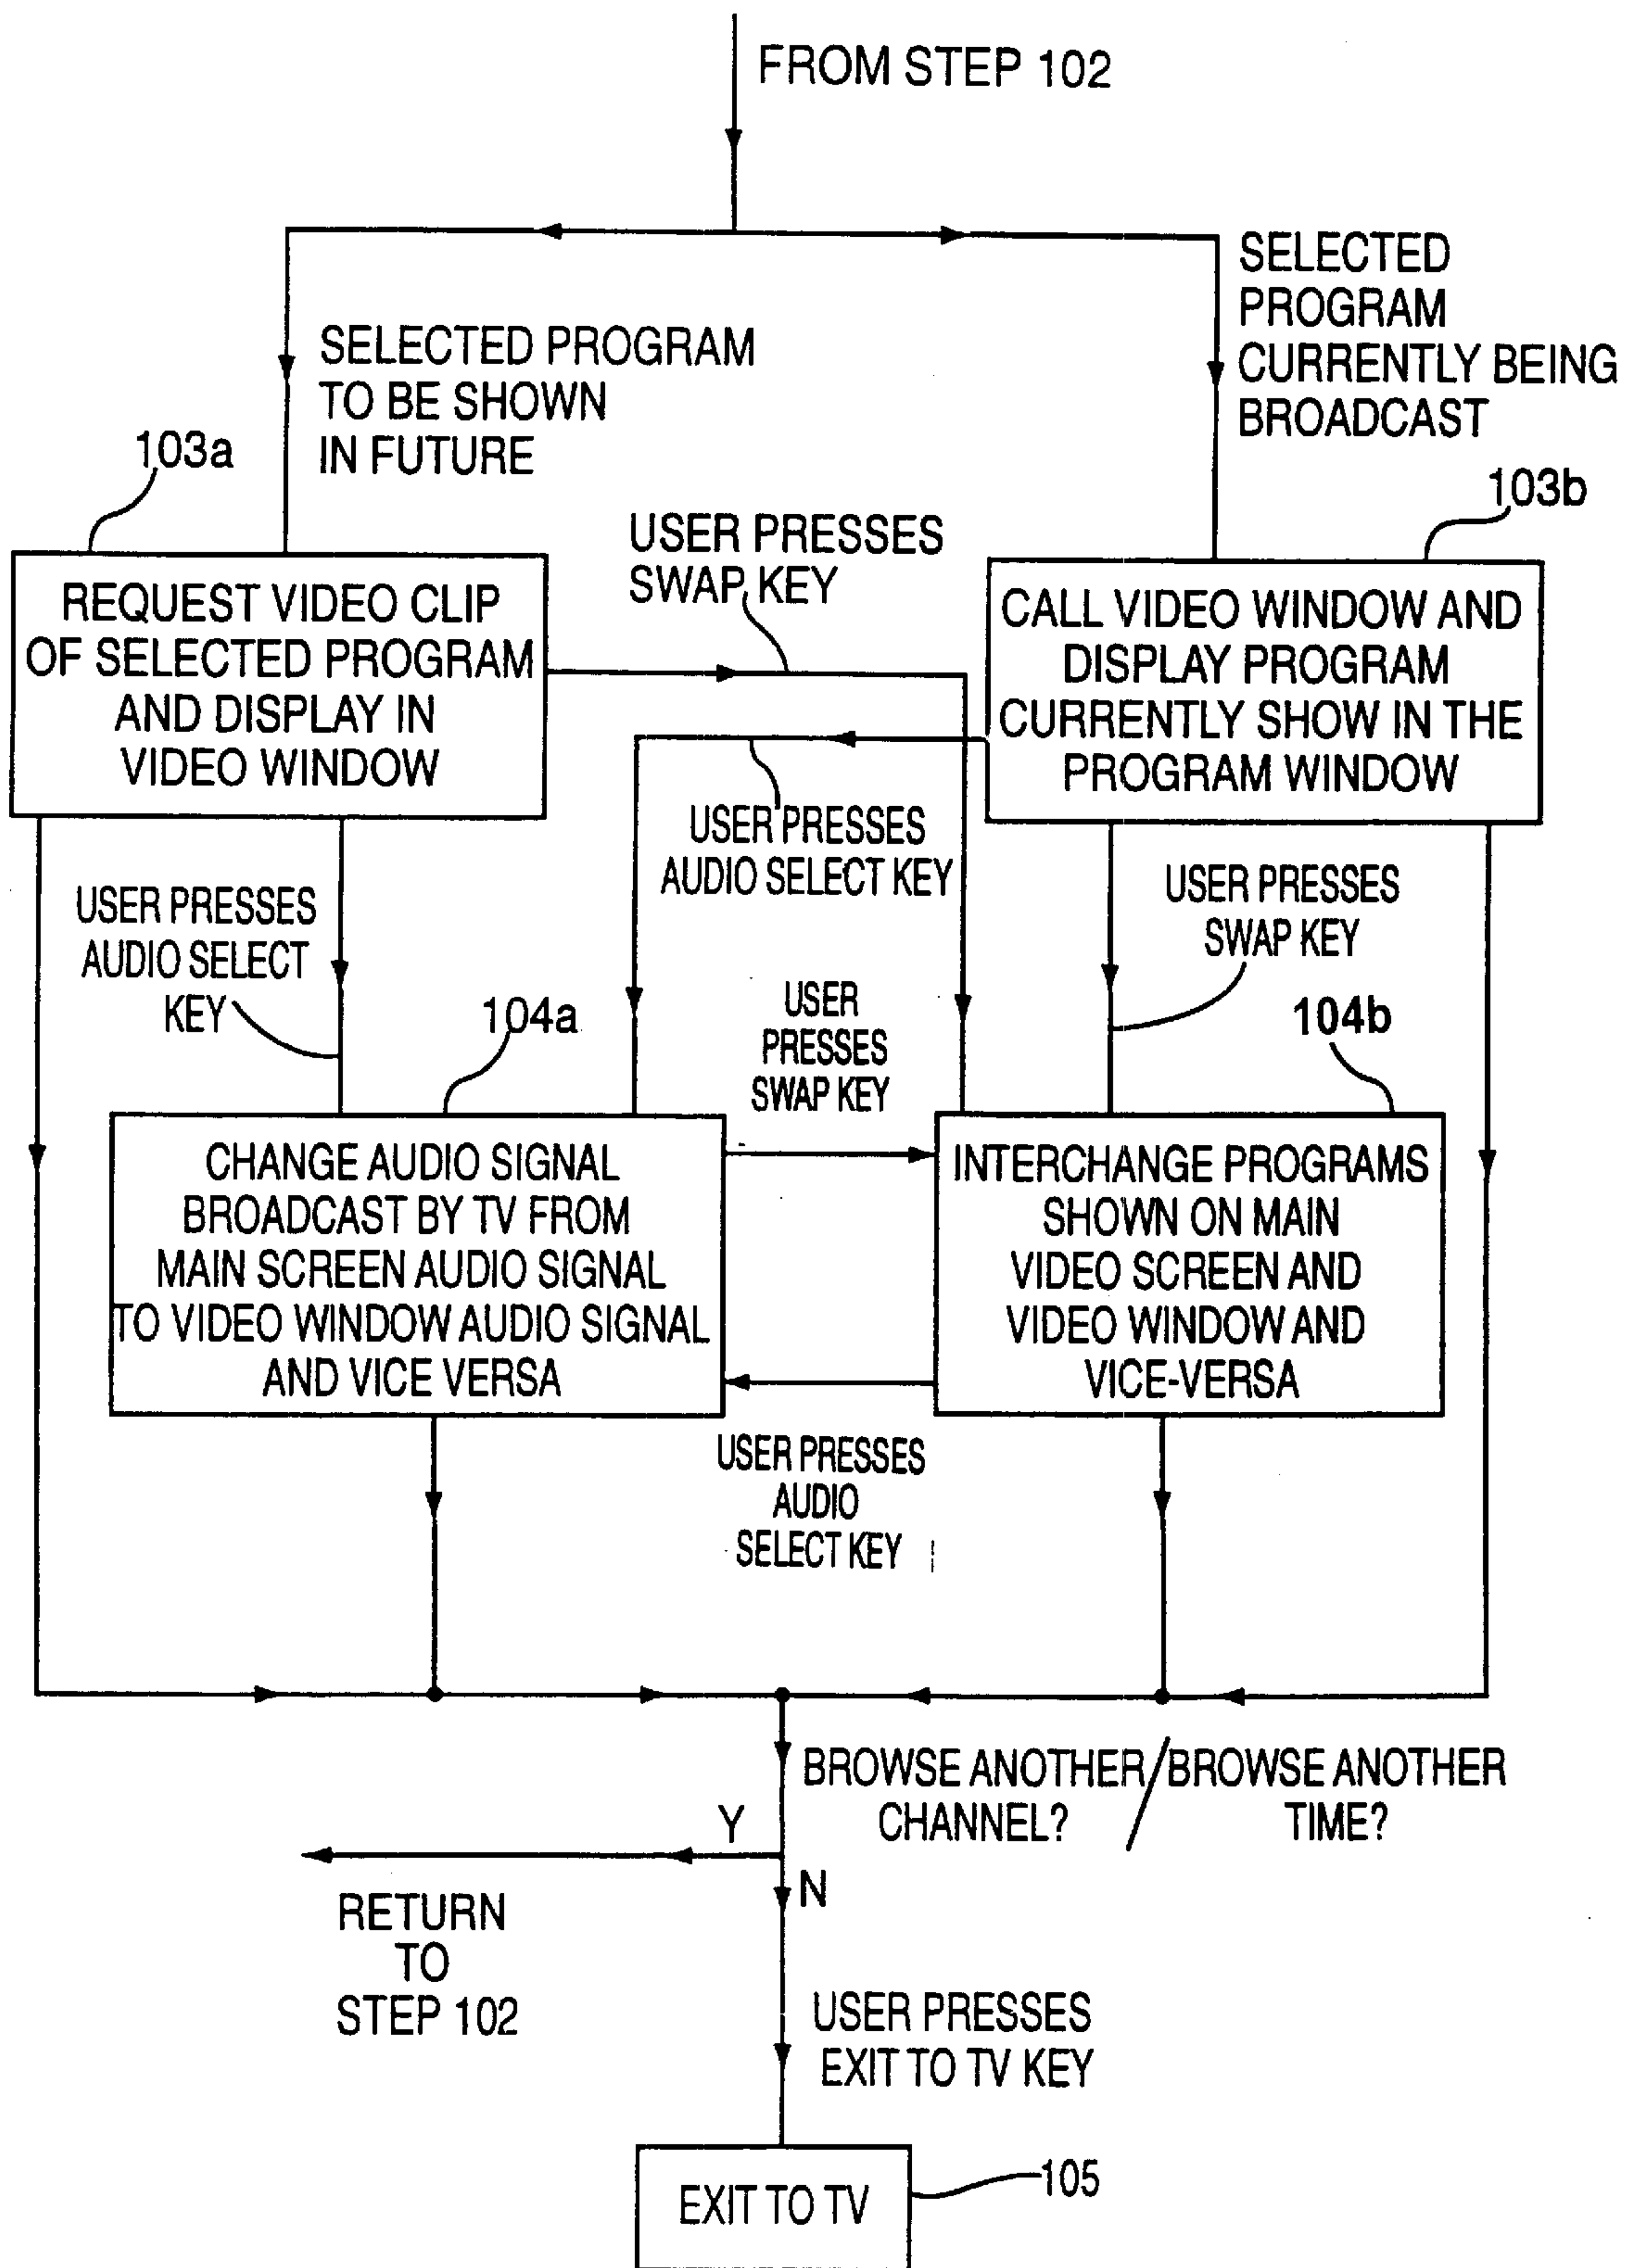 FROM STEP 102
SELECTED
PROGRAM
CURRENTLY BEING
BROADCAST
SELECTED PROGRAM
TO BE SHOWN
IN FUTURE
103a
103b
USER PRESSES
SWAP KEY
REQUEST VIDEO CLIP
OF SELECTED PROGRAM
AND DISPLAY IN
VIDEO WINDOW
CALL VIDEO WINDOW AND
DISPLAY PROGRAM
CURRENTLY SHOW IN THE
PROGRAM WINDOW
USER PRESSES
AUDIO SELECT KEY
USER PRESSES
AUDIO SELECT
KEY
USER PRESSES
SWAP KEY
104a
USER
PRESSES
SWAP KEY
104b
CHANGE AUDIO SIGNAL
BROADCAST BY TV FROM
MAIN SCREEN AUDIO SIGNAL
TO VIDEO WINDOW AUDIO SIGNAL
AND VICE VERSA
INTERCHANGE PROGRAMS
SHOWN ON MAIN
VIDEO SCREEN AND
VIDEO WINDOW AND
VICE-VERSA
USER PRESSES
AUDIO
SELECT KEY
BROWSE ANOTHER / BROWSE ANOTHER
CHANNEL? TIME?
Y
N
RETURN
TO
STEP 102
USER PRESSES
EXIT TO TV KEY
EXIT TO TV
105